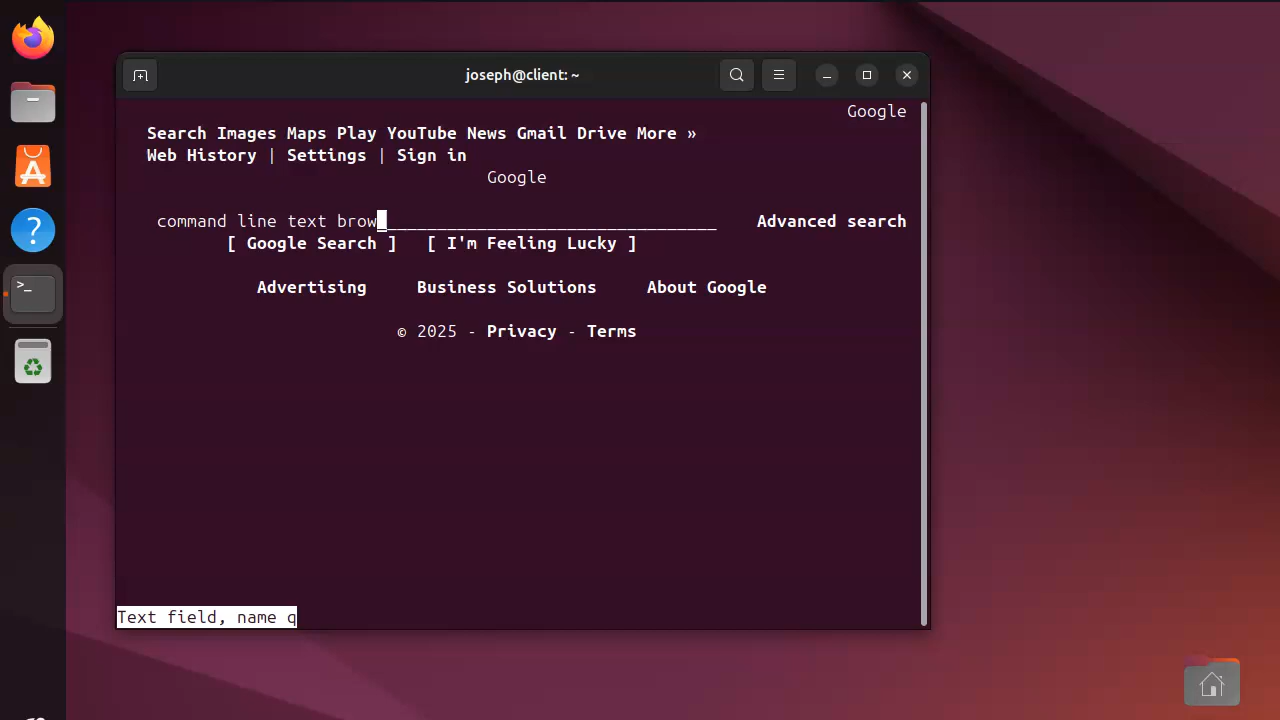 joseph@client: ~
Google
Search Images Maps Play YouTube News Gmail Drive More »
Web History | Settings | Sign in
Google
command line text brow_________________________________ Advanced search
[ Google Search ] [ I'm Feeling Lucky ]
Advertising Business Solutions About Google
© 2025 - Privacy - Terms
Text field, name q